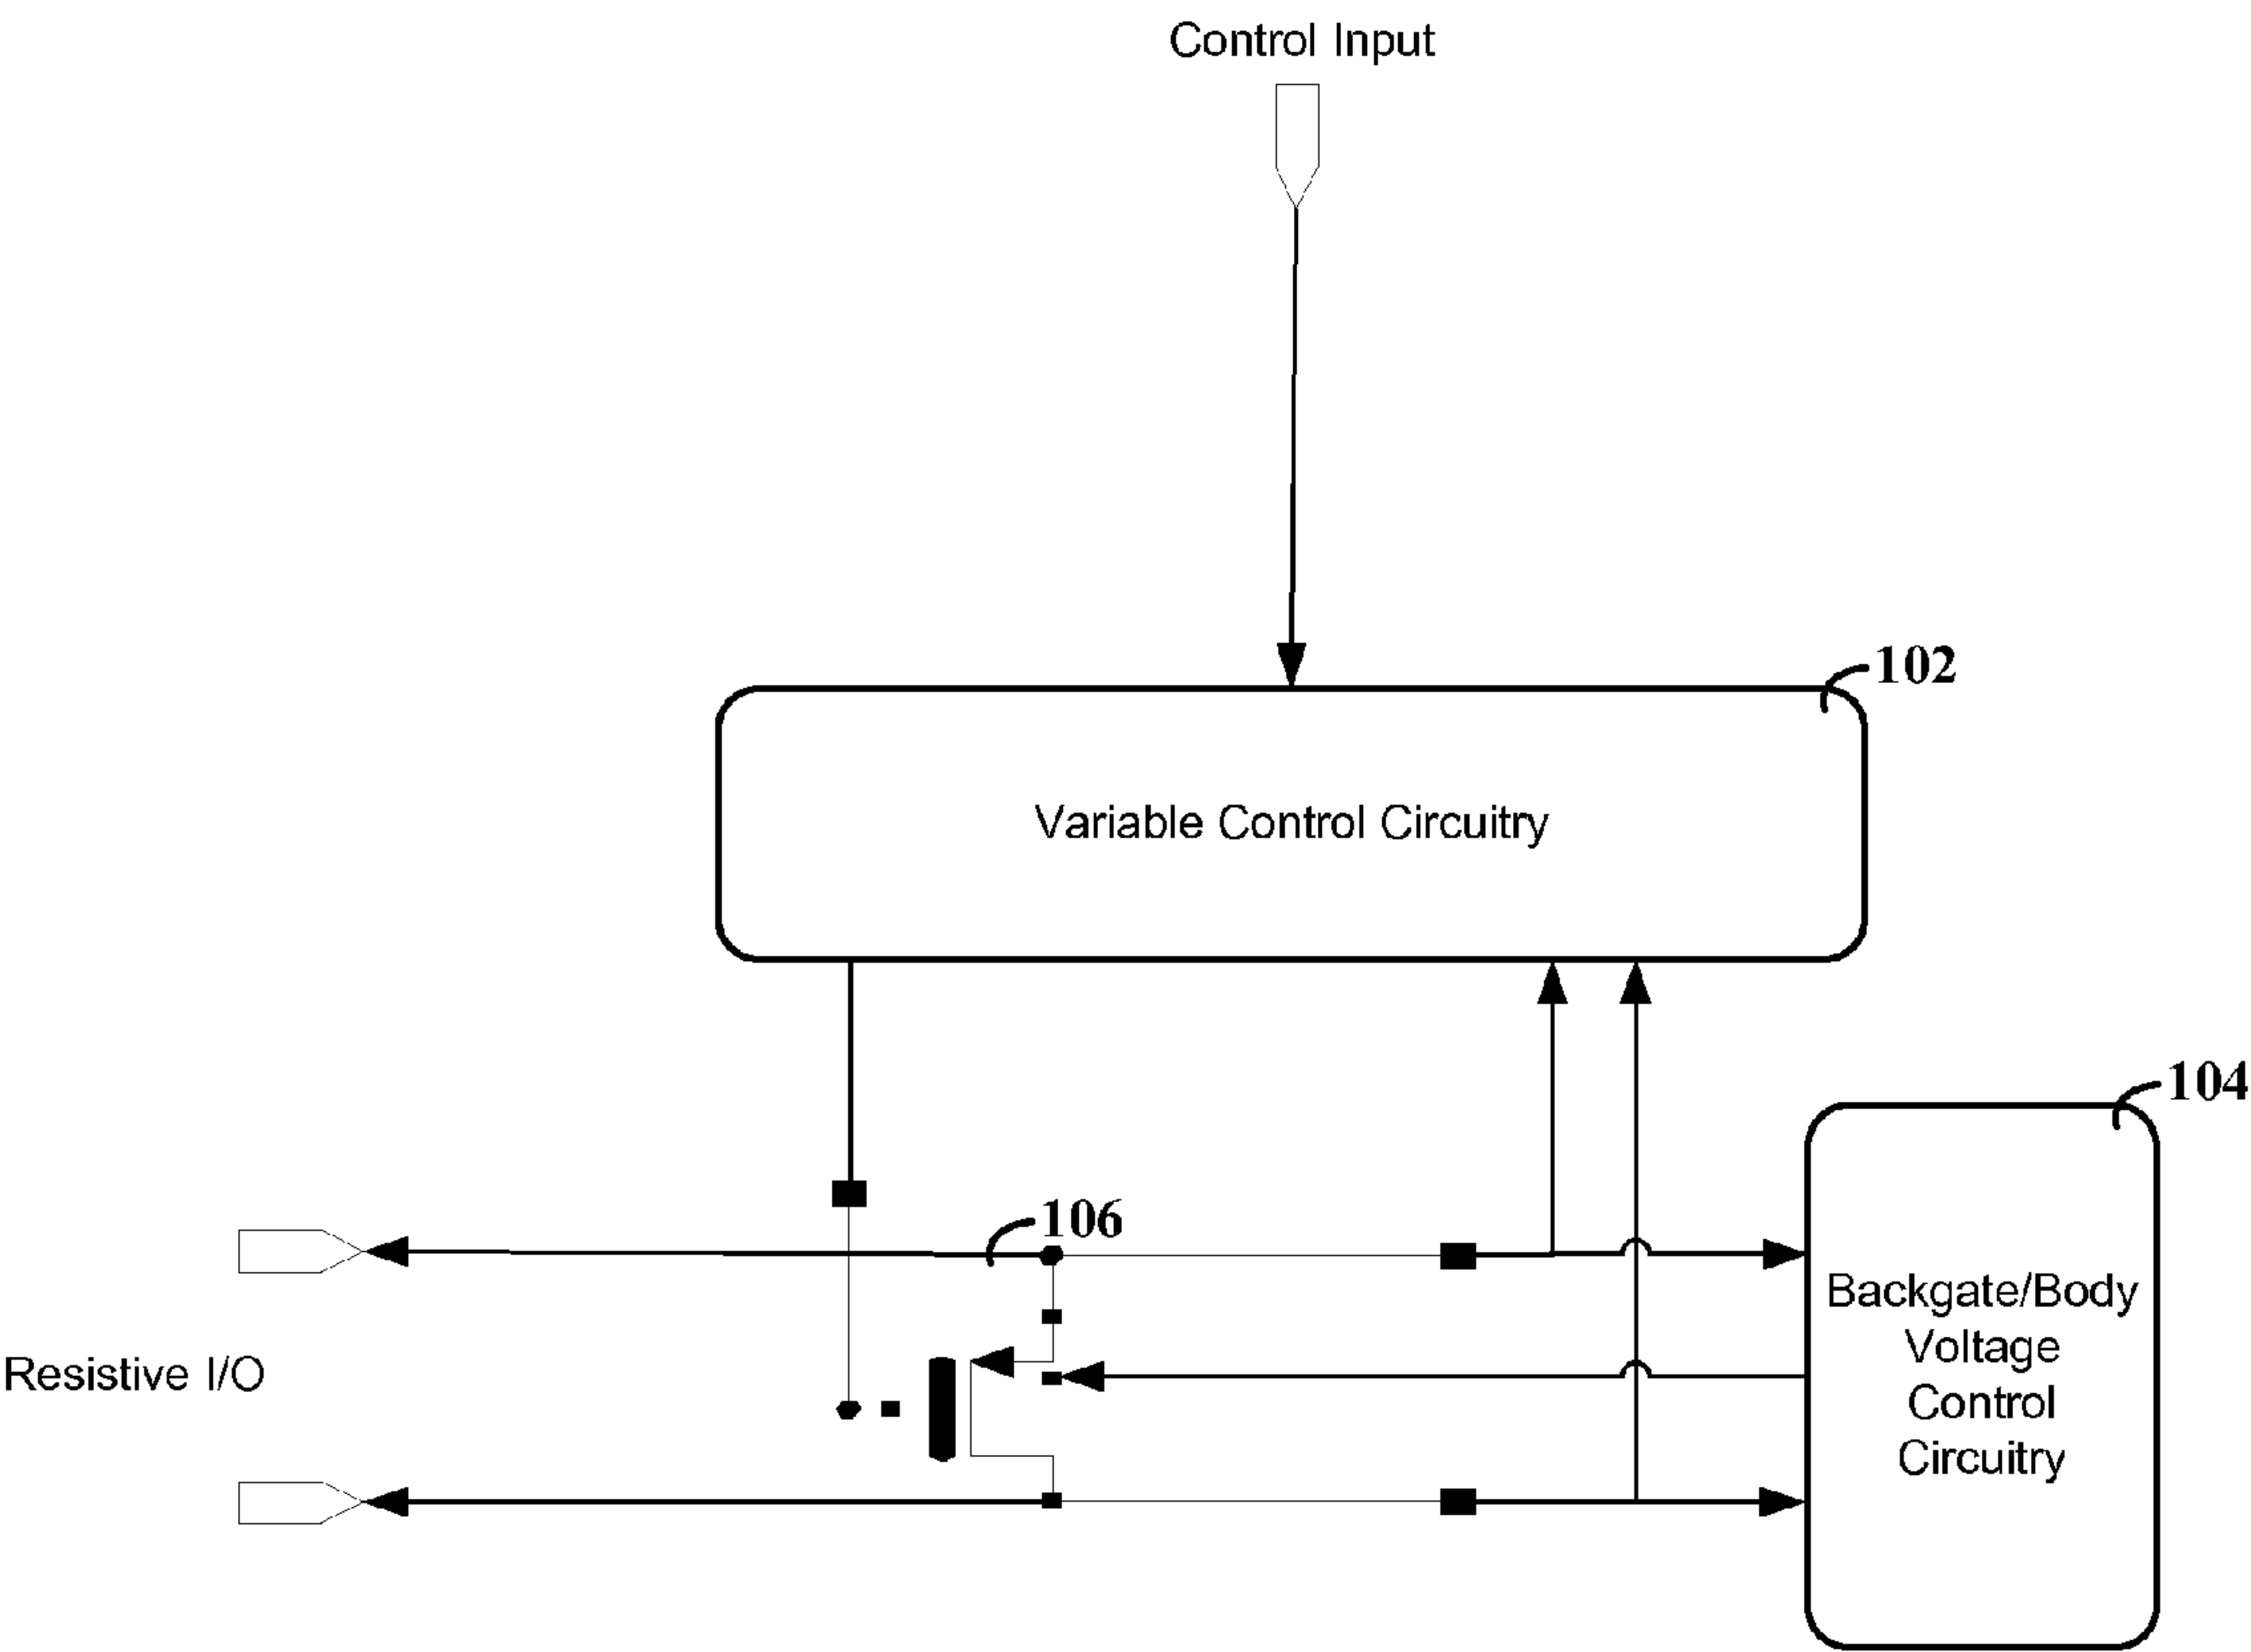 Control Input
102
Variable Control Circuitry
104
106
Backgate/Body
Voltage
Control
Circuitry
Resistive I/O